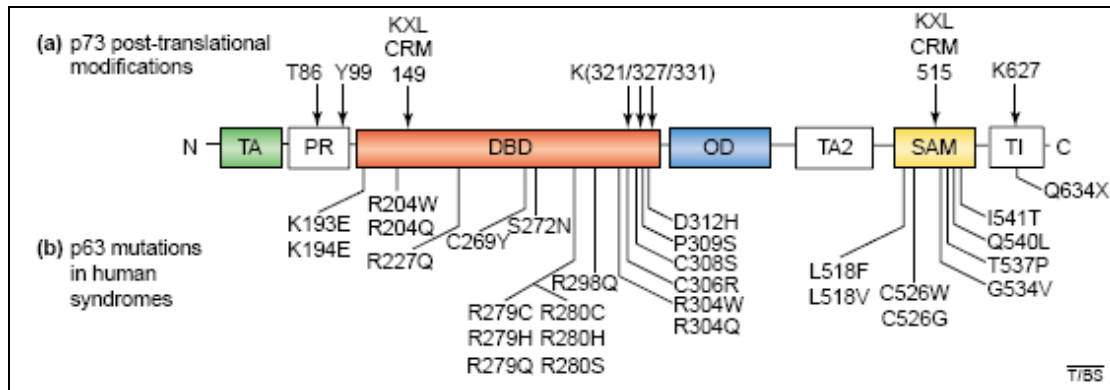 (a) p73 post-translational
modifications
T86
Y99
KXL
CRM
149
K(321/327/331)
KXL
CRM
515
K627
N
TA
PR
DBD
OD
TA2
SAM
TI
C
(b) p63 mutations
in human
syndromes
K193E
K194E
R204W
R204Q
R227Q
C269Y
S272N
R279C R280C
R279H R280H
R279Q R280S
R298Q
D312H
P309S
C308S
C306R
R304W
R304Q
L518F
L518V
C526W
C526G
I541T
Q540L
T537P
G534V
Q634X
TiBS